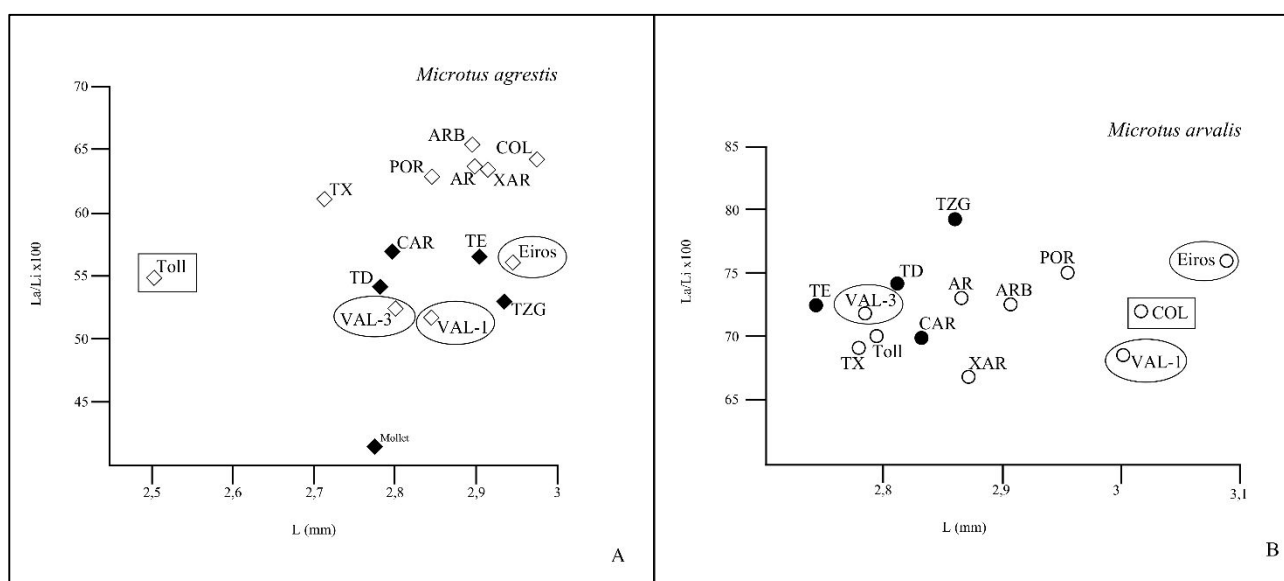 Microtus agrestis
La/Li x100
70
65
60
55
50
45
ARB
COL
POR
AR
XAR
TX
CAR
TE
Eiros
Toll
TD
VAL-3
VAL-1
TZG
Mollet
2,5
2,6
2,7
2,8
2,9
3
L (mm)
A
Microtus arvalis
La/Li x100
85
80
75
70
65
TZG
POR
TD
AR
ARB
Eiros
TE
VAL-3
COL
CAR
TX
Toll
XAR
VAL-1
2,8
2,9
3
3,1
L (mm)
B